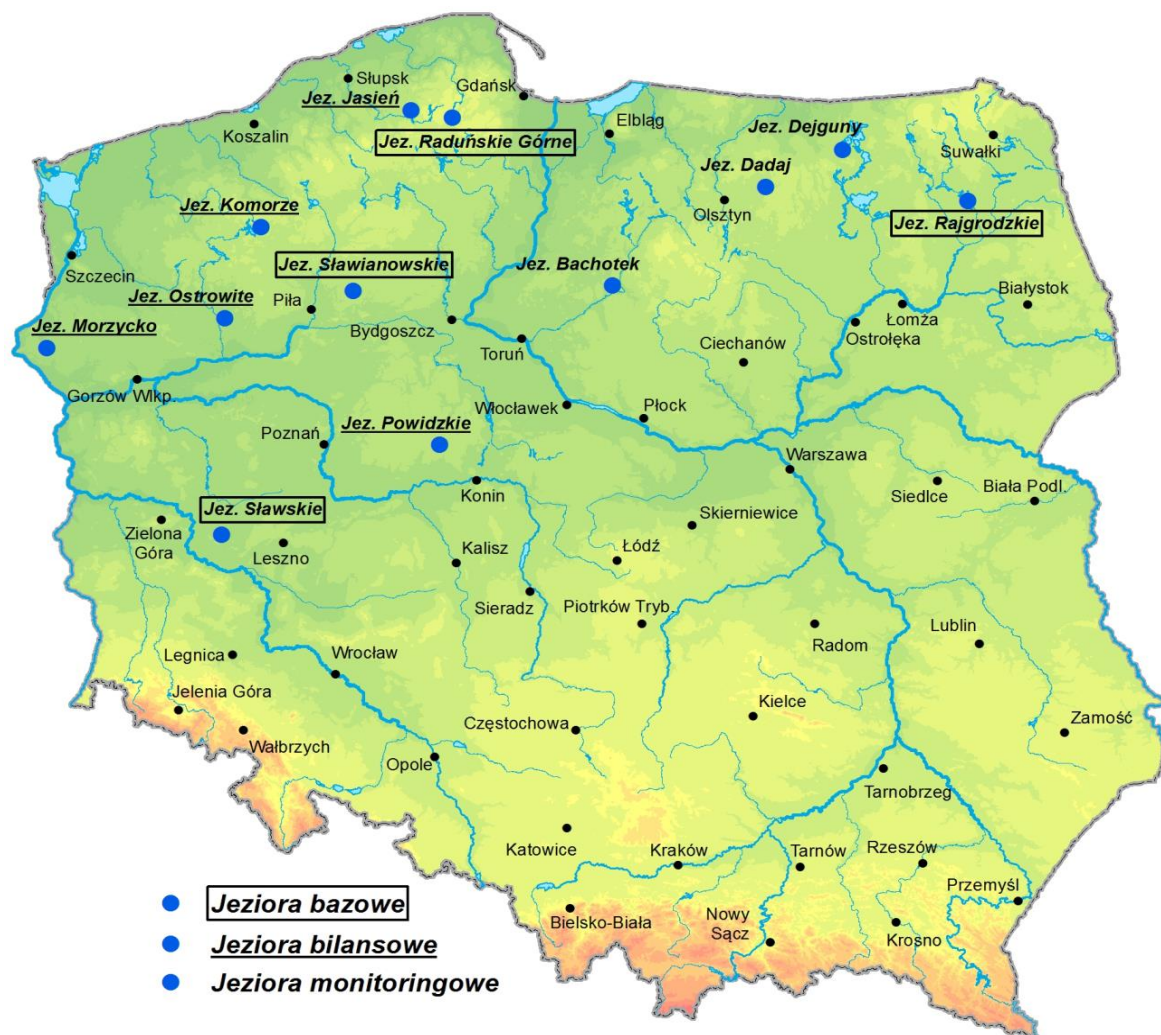 Słupsk
Gdańsk
Jez. Jasień
Koszalin
Jez. Raduńskie Górne
Elbląg
Jez. Dejguny
Suwałki
Jez. Dadaj
Olsztyn
Jez. Rajgrodzkie
Jez. Komorze
Szczecin
Jez. Sławianowskie
Jez. Bachotek
Białystok
Jez. Ostrowite
Piła
Jez. Morzycko
Bydgoszcz
Toruń
Łomża
Ostrołęka
Ciechanów
Gorzów Wlkp.
Włocławek
Płock
Jez. Powidzkie
Poznań
Warszawa
Konin
Siedlce
Biała Podl.
Jez. Sławskie
Skierniewice
Zielona
Góra
Leszno
Kalisz
Łódź
Sieradz
Piotrków Tryb.
Radom
Lublin
Legnica
Wrocław
Jelenia Góra
Wałbrzych
Częstochowa
Kielce
Zamość
Opole
Tarnobrzeg
Katowice
Kraków
Tarnów
Rzeszów
Przemyśl
Bielsko-Biała
Nowy
Sącz
Krosno
Jeziora bazowe
Jeziora bilansowe
Jeziora monitoringowe